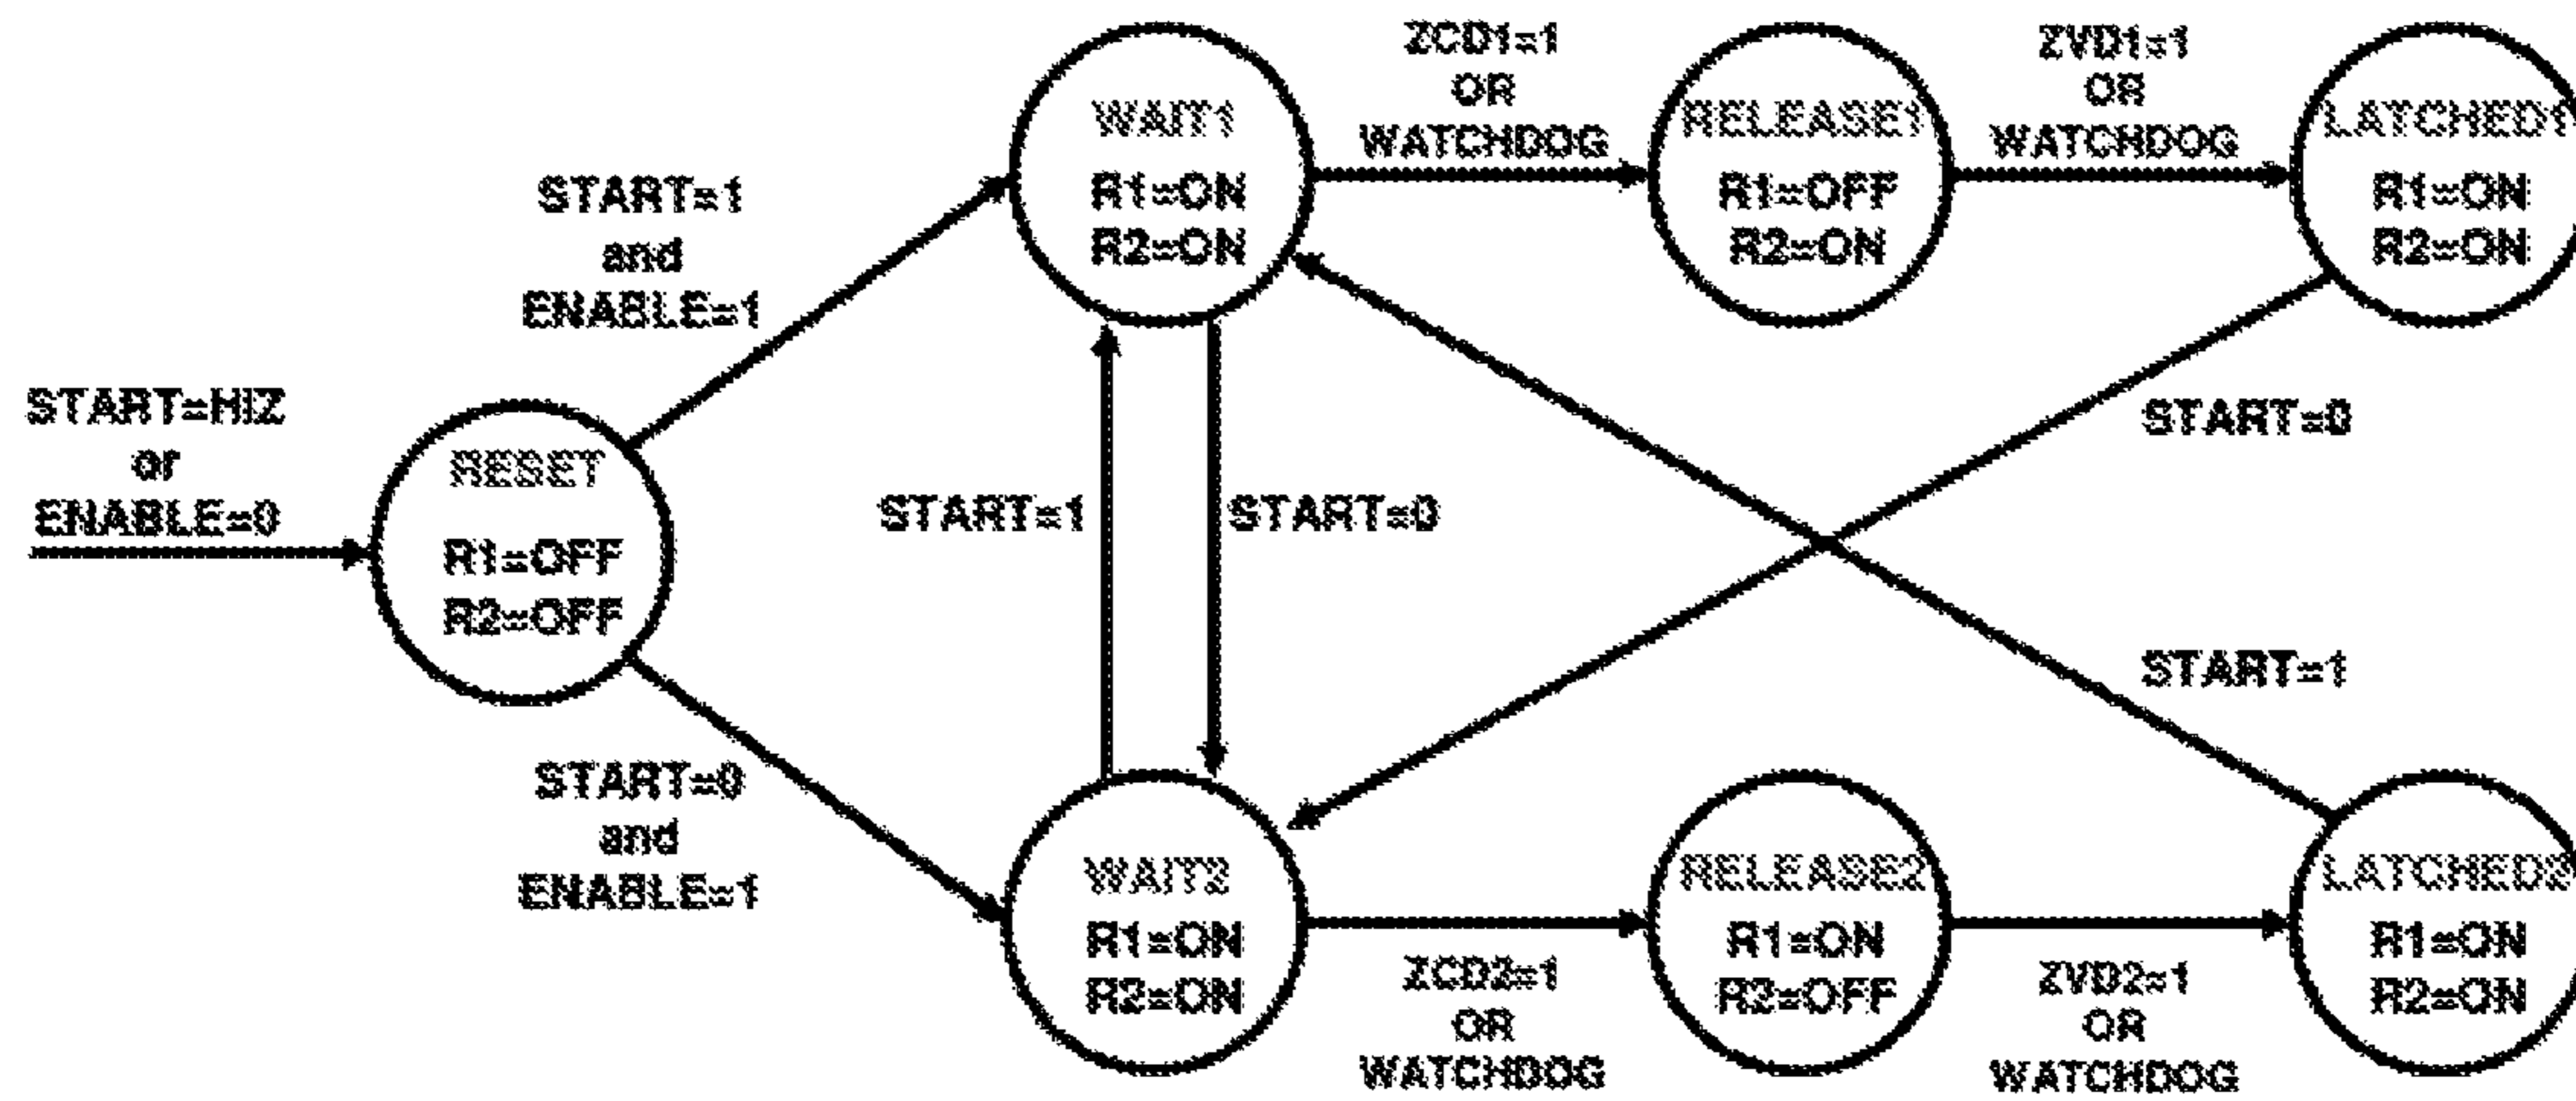 START=HIZ
or
ENABLE=0
RESET
R1=OFF
R2=OFF
START=1
and
ENABLE=1
START=0
and
ENABLE=1
WAIT1
R1=ON
R2=ON
START=1
START=0
WAIT2
R1=ON
R2=ON
ZCD1=1
OR
WATCHDOG
RELEASE1
R1=OFF
R2=ON
ZVD1=1
OR
WATCHDOG
LATCHED1
R1=ON
R2=ON
START=0
START=1
ZCD2=1
OR
WATCHDOG
RELEASE2
R1=ON
R2=OFF
ZVD2=1
OR
WATCHDOG
LATCHED2
R1=ON
R2=ON